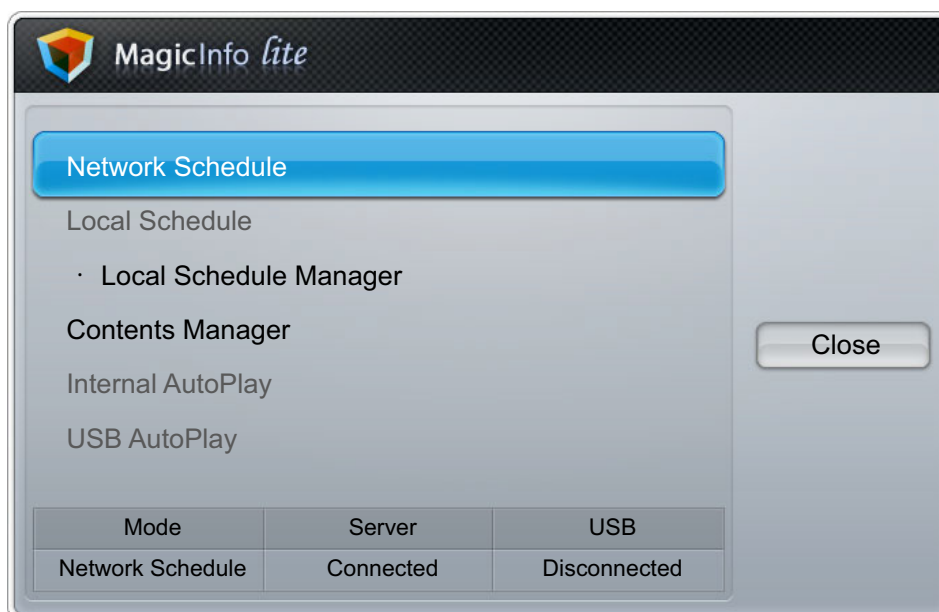 MagicInfo lite
Network Schedule
Local Schedule
· Local Schedule Manager
Contents Manager
Close
Internal AutoPlay
USB AutoPlay
Mode Server USB
Network Schedule Connected Disconnected